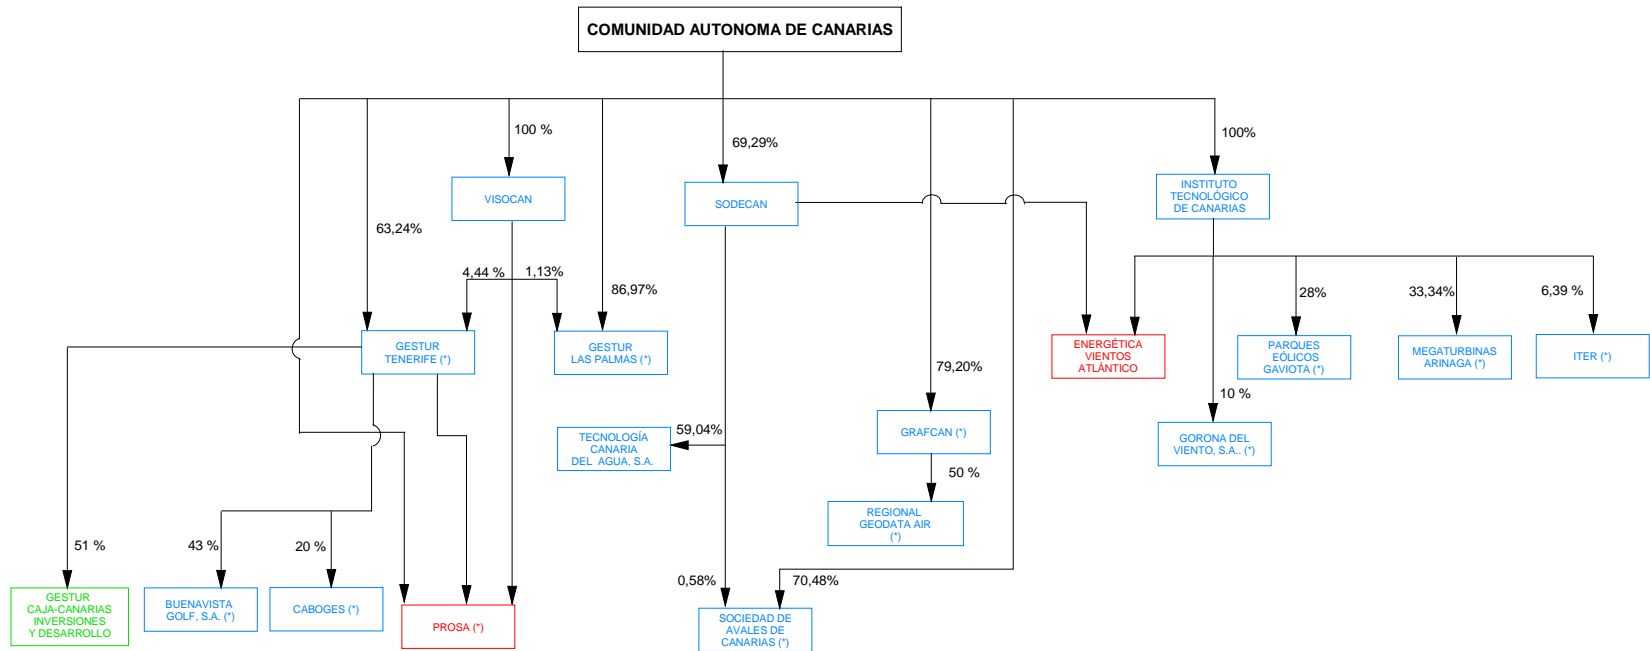 COMUNIDAD AUTONOMA DE CANARIAS
100 %
69,29%
100%
VISOCAN
SODECAN
INSTITUTO
TECNOLÓGICO
DE CANARIAS
63,24%
4,44 %
1,13%
86,97%
28%
33,34%
6,39 %
GESTUR
TENERIFE (*)
GESTUR
LAS PALMAS (*)
ENERGÉTICA
VIENTOS
ATLÁNTICO
PARQUES
EÓLICOS
GAVIOTA (*)
MEGATURBINAS
ARINAGA (*)
ITER (*)
79,20%
10 %
59,04%
TECNOLOGÍA
CANARIA
DEL AGUA, S.A.
GRAFCAN (*)
GORONA DEL
VIENTO, S.A.. (*)
50 %
REGIONAL
GEODATA AIR
(*)
51 %
43 %
20 %
0,58%
70,48%
GESTUR
CAJA-CANARIAS
INVERSIONES
Y DESARROLLO
BUENAVISTA
GOLF, S.A. (*)
CABOGES (*)
PROSA (*)
SOCIEDAD DE
AVALES DE
CANARIAS (*)